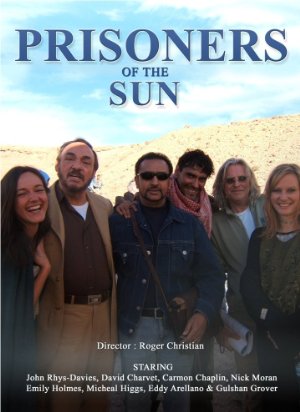 PRISONERS
OF THE
SUN
Director : Roger Christian
STARING
John Rhys-Davies, David Charvet, Carmon Chaplin, Nick Moran
Emily Holmes, Micheal Higgs, Eddy Arellano & Gulshan Grover